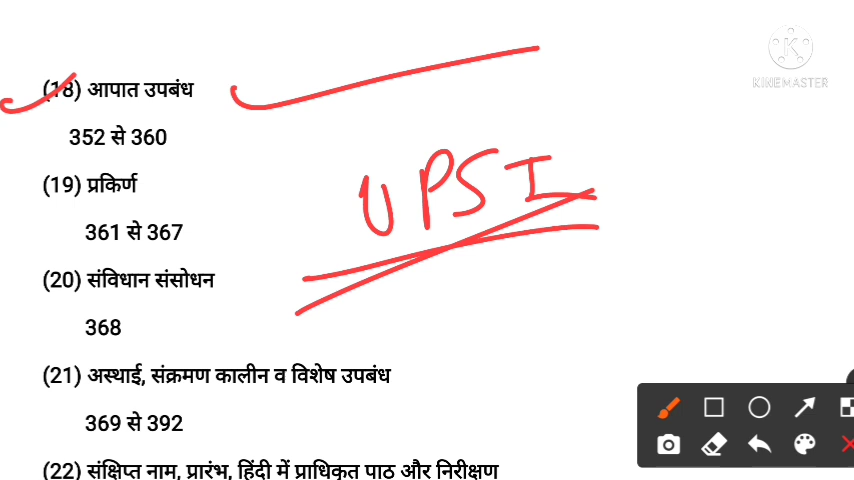 (18) आपात उपबंध
352 से 360
UPSI
(19) प्रकिर्ण
361 से 367
(20) संविधान संसोधन
368
(21) अस्थाई, संक्रमण कालीन व विशेष उपबंध
369 से 392
(22) संक्षिप्त नाम, प्रारंभ, हिंदी में प्राधिकृत पाठ और निरीक्षण
KINEMASTER